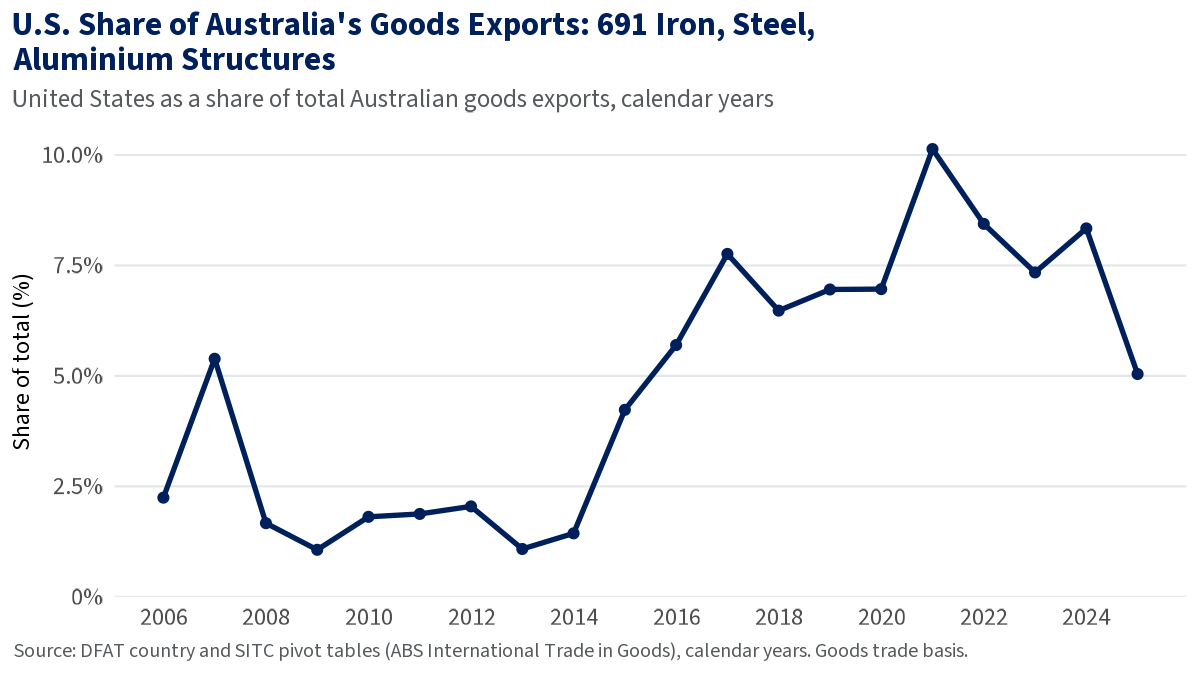 U.S. Share of Australia's Goods Exports: 691 Iron, Steel,
Aluminium Structures
United States as a share of total Australian goods exports, calendar years
Share of total (%)
10.0%
7.5%
5.0%
2.5%
0%
2006 2008 2010 2012 2014 2016 2018 2020 2022 2024
Source: DFAT country and SITC pivot tables (ABS International Trade in Goods), calendar years. Goods trade basis.